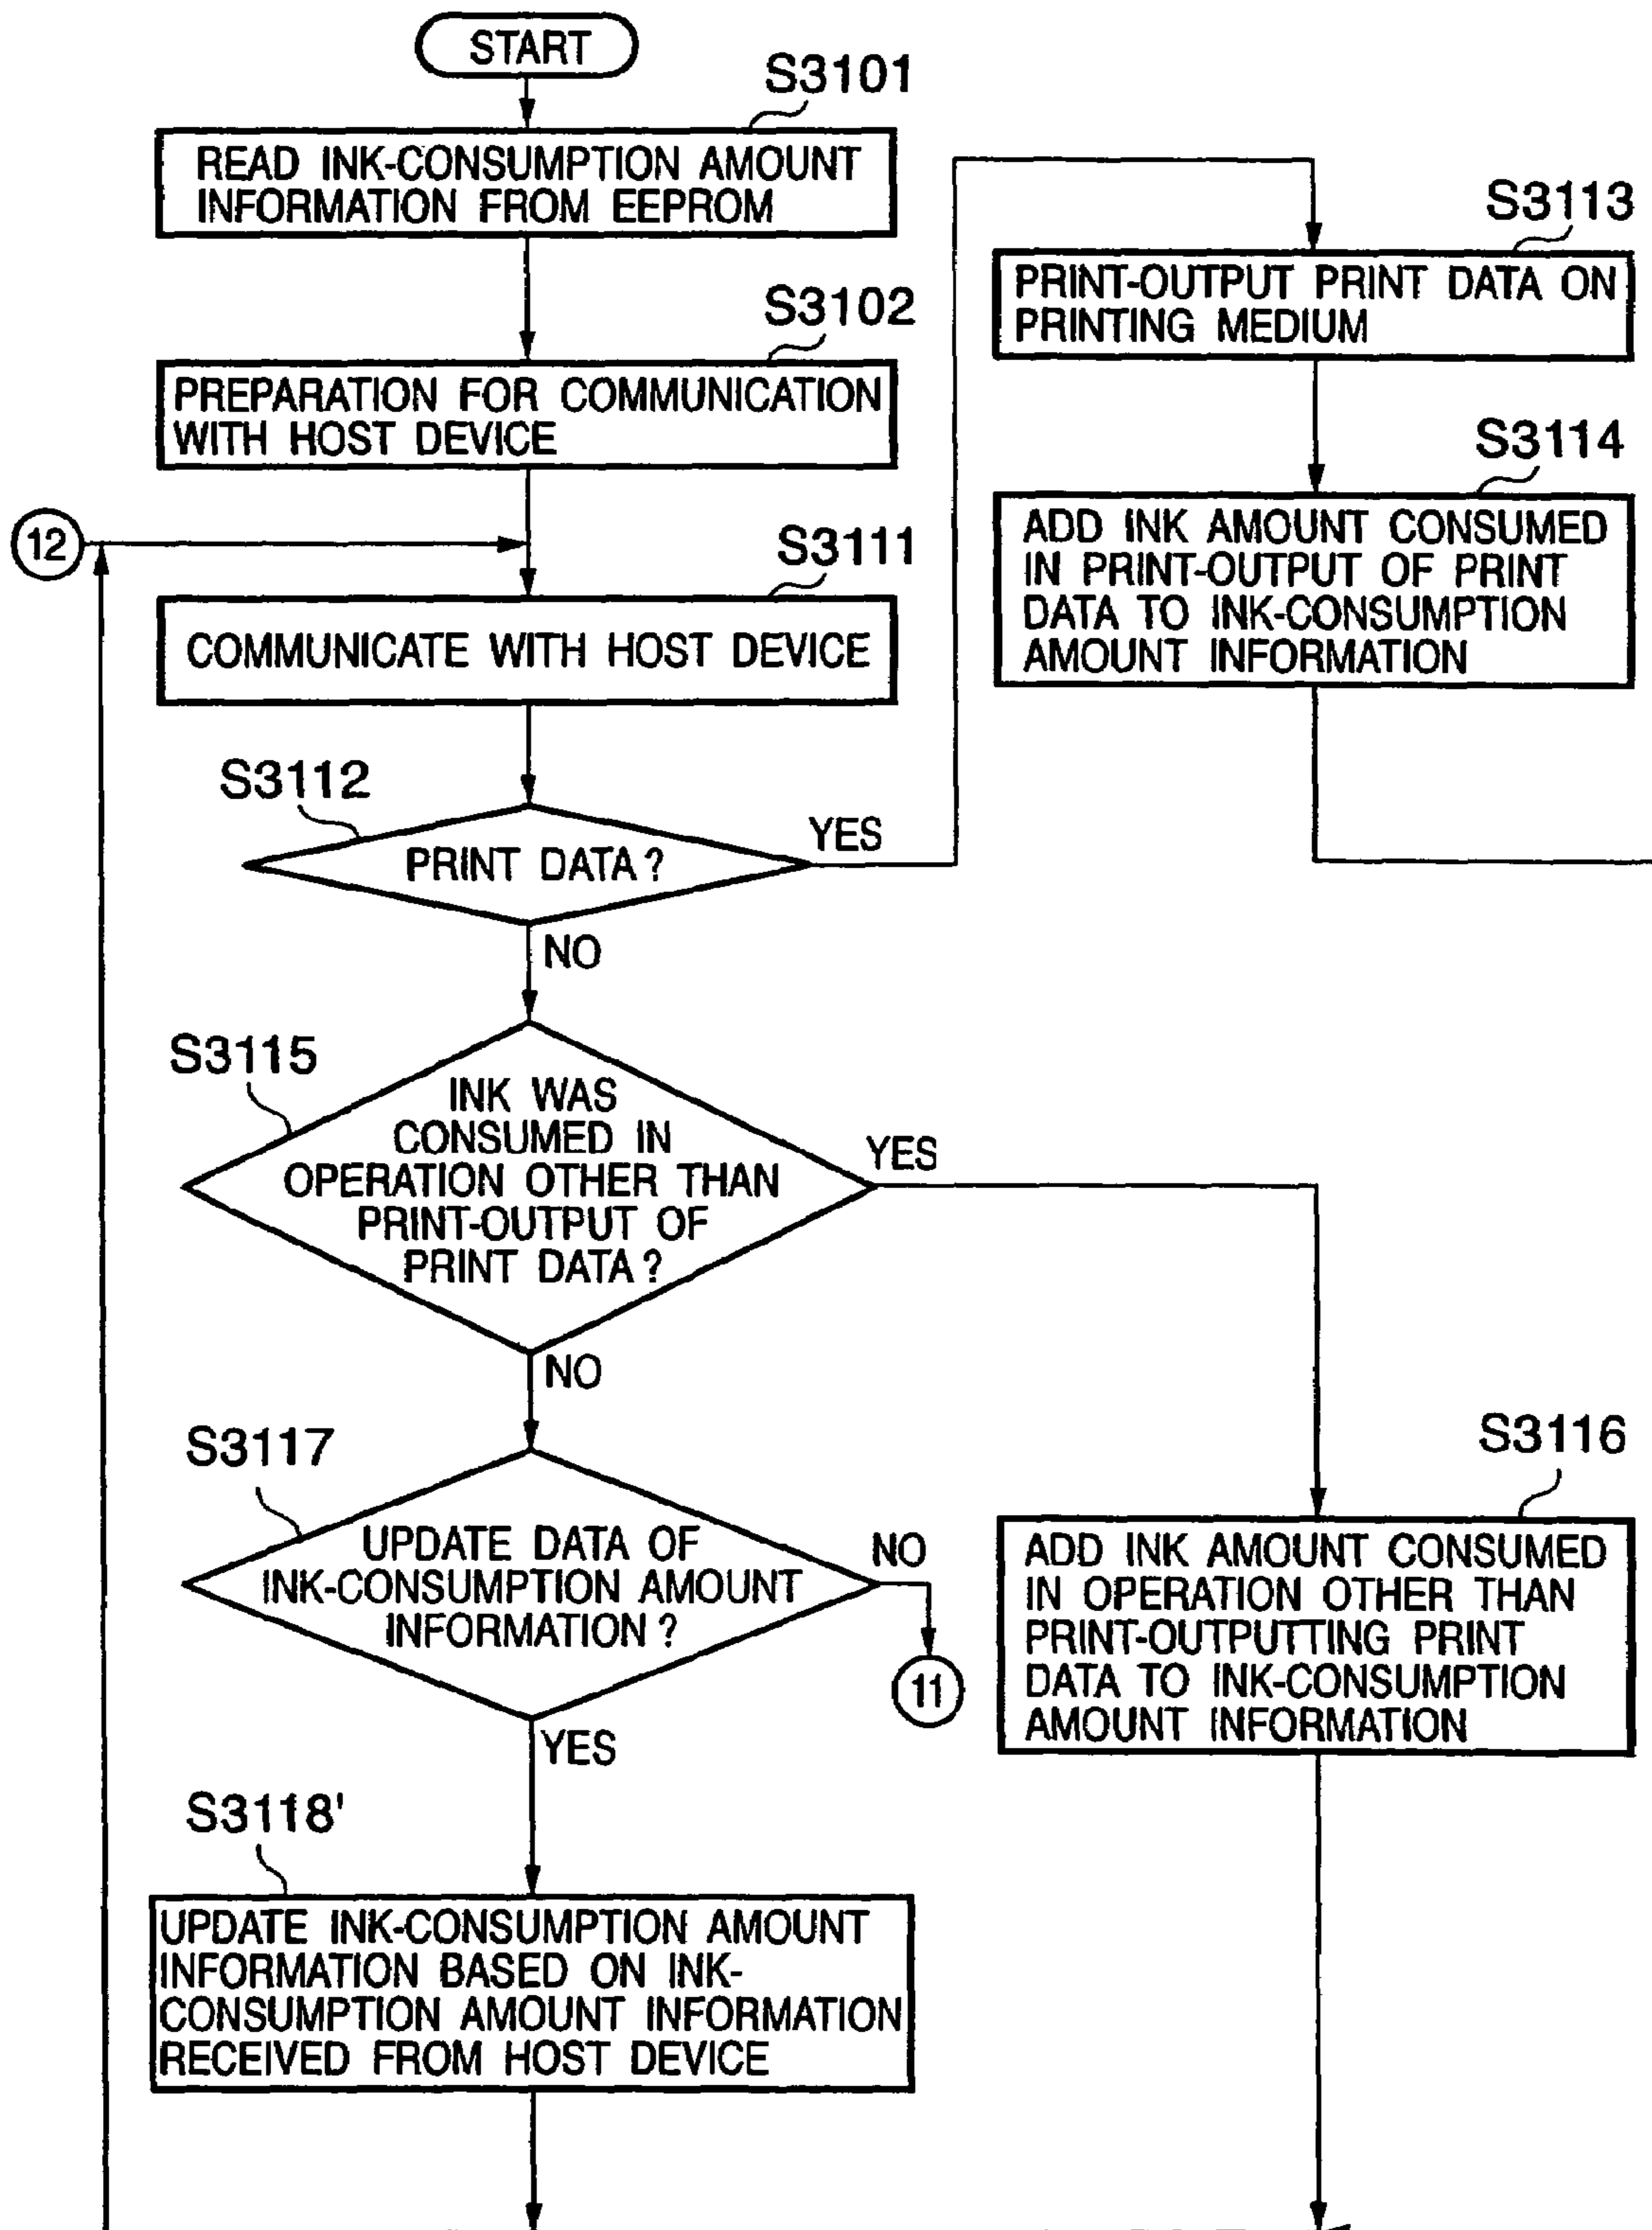 START
S3101
READ INK-CONSUMPTION AMOUNT
INFORMATION FROM EEPROM
S3102
PREPARATION FOR COMMUNICATION
WITH HOST DEVICE
12
S3111
COMMUNICATE WITH HOST DEVICE
S3112
PRINT DATA?
YES
NO
S3113
PRINT-OUTPUT PRINT DATA ON
PRINTING MEDIUM
S3114
ADD INK AMOUNT CONSUMED
IN PRINT-OUTPUT OF PRINT
DATA TO INK-CONSUMPTION
AMOUNT INFORMATION
S3115
INK WAS
CONSUMED IN
OPERATION OTHER THAN
PRINT-OUTPUT OF
PRINT DATA?
YES
NO
S3116
ADD INK AMOUNT CONSUMED
IN OPERATION OTHER THAN
PRINT-OUTPUTTING PRINT
DATA TO INK-CONSUMPTION
AMOUNT INFORMATION
S3117
UPDATE DATA OF
INK-CONSUMPTION AMOUNT
INFORMATION?
NO
11
YES
S3118'
UPDATE INK-CONSUMPTION AMOUNT
INFORMATION BASED ON INK-
CONSUMPTION AMOUNT INFORMATION
RECEIVED FROM HOST DEVICE